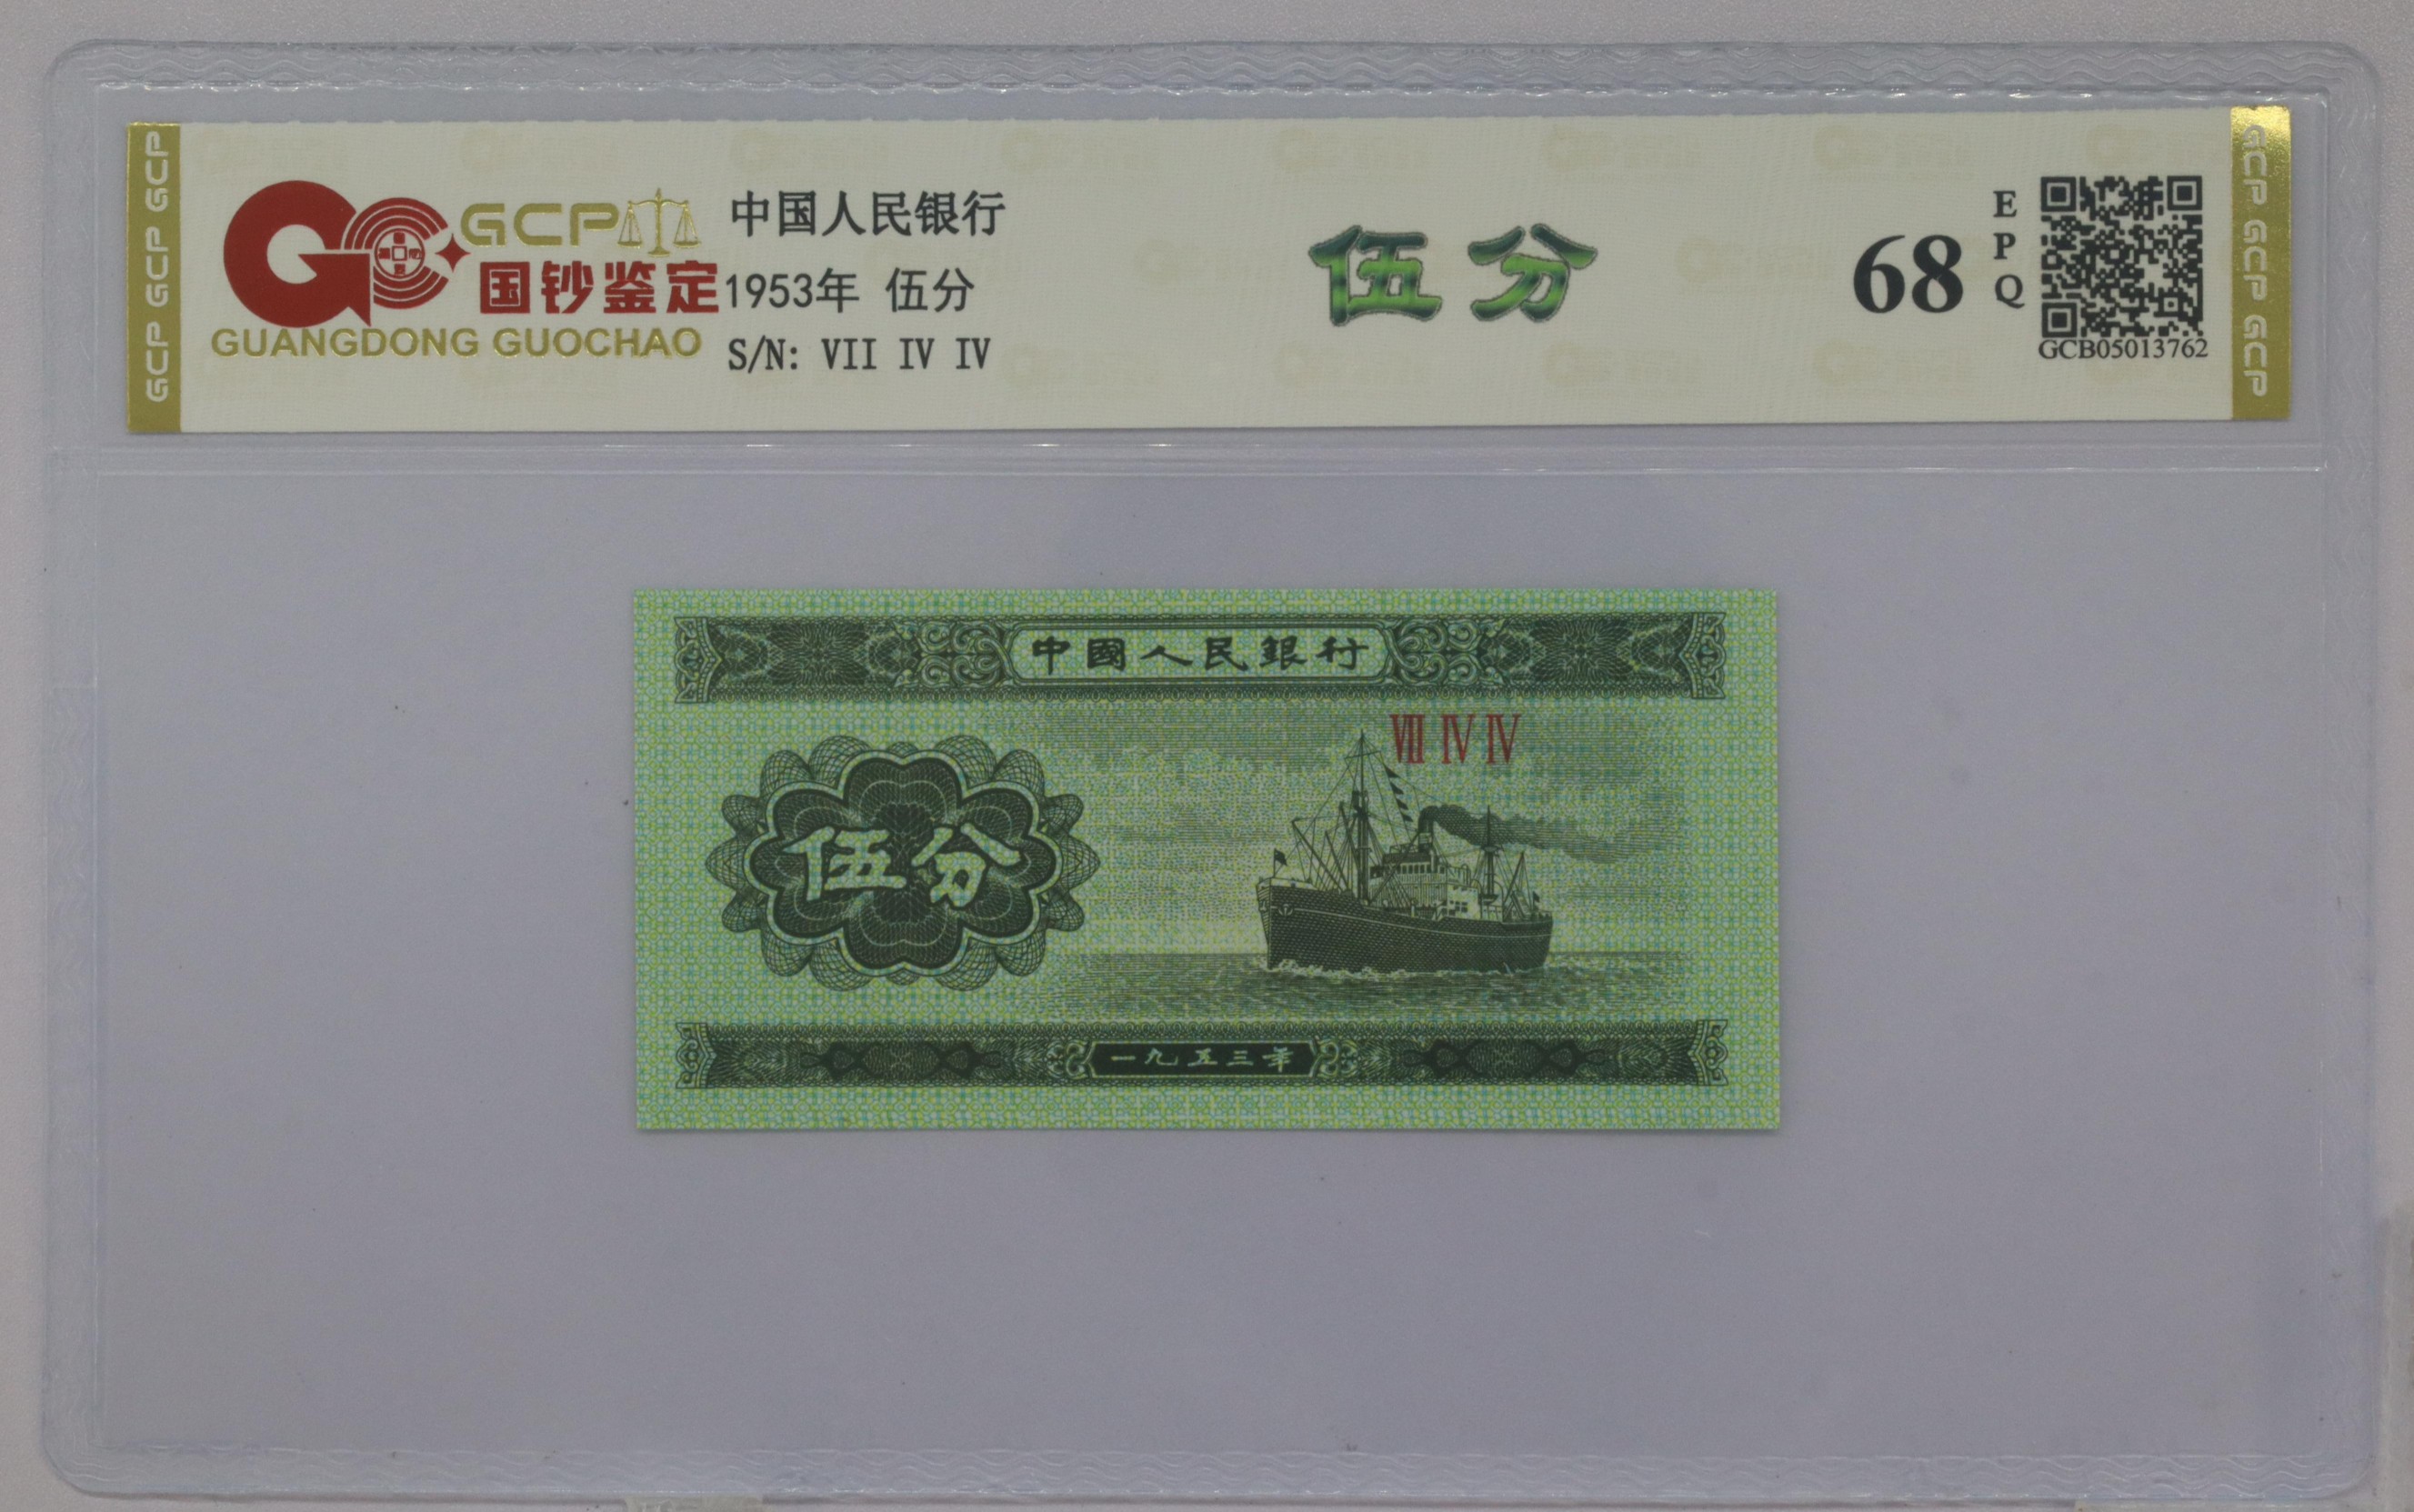 GCP GCP GCP
GCP
国钞鉴定
GUANGDONG GUOCHAO
中国人民银行
1953年 伍分
S/N: VII IV IV
伍分
68
EPQ
GCB05013762
GCP GCP GCP
中國人民銀行
Ⅶ Ⅳ Ⅳ
伍分
一九五三年